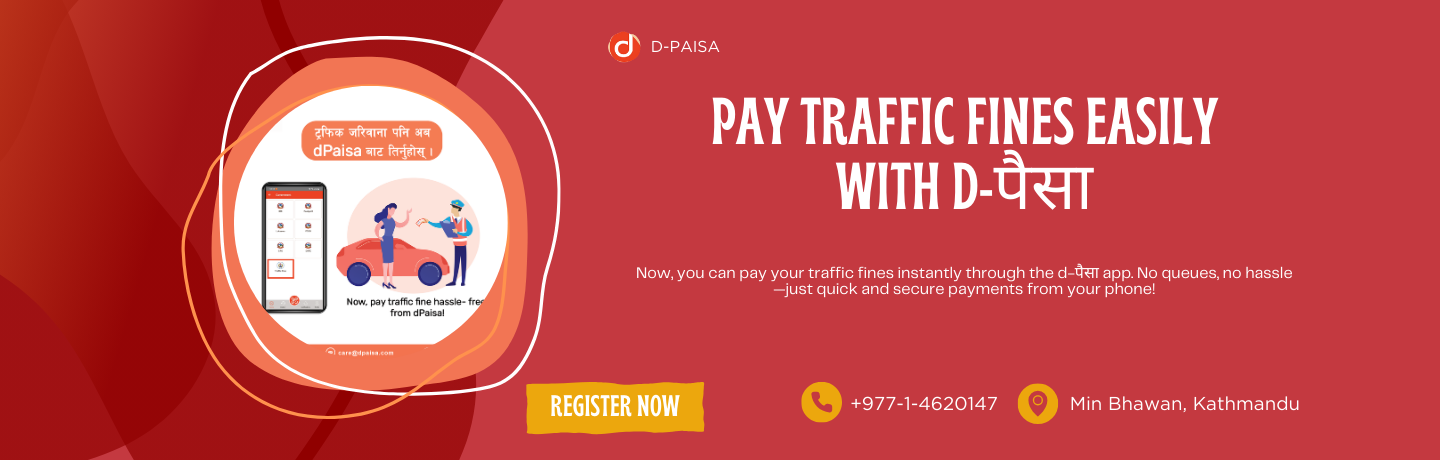 D-PAISA
PAY TRAFFIC FINES EASILY
WITH D-पैसा
Now, you can pay your traffic fines instantly through the d-पैसा app. No queues, no hassle
—just quick and secure payments from your phone!
ट्रफिक जरिवाना पनि अब
dPaisa बाट तिर्नुहोस् ।
Now, pay traffic fine hassle- free
from dPaisa!
care@dpaisa.com
REGISTER NOW
+977-1-4620147
Min Bhawan, Kathmandu